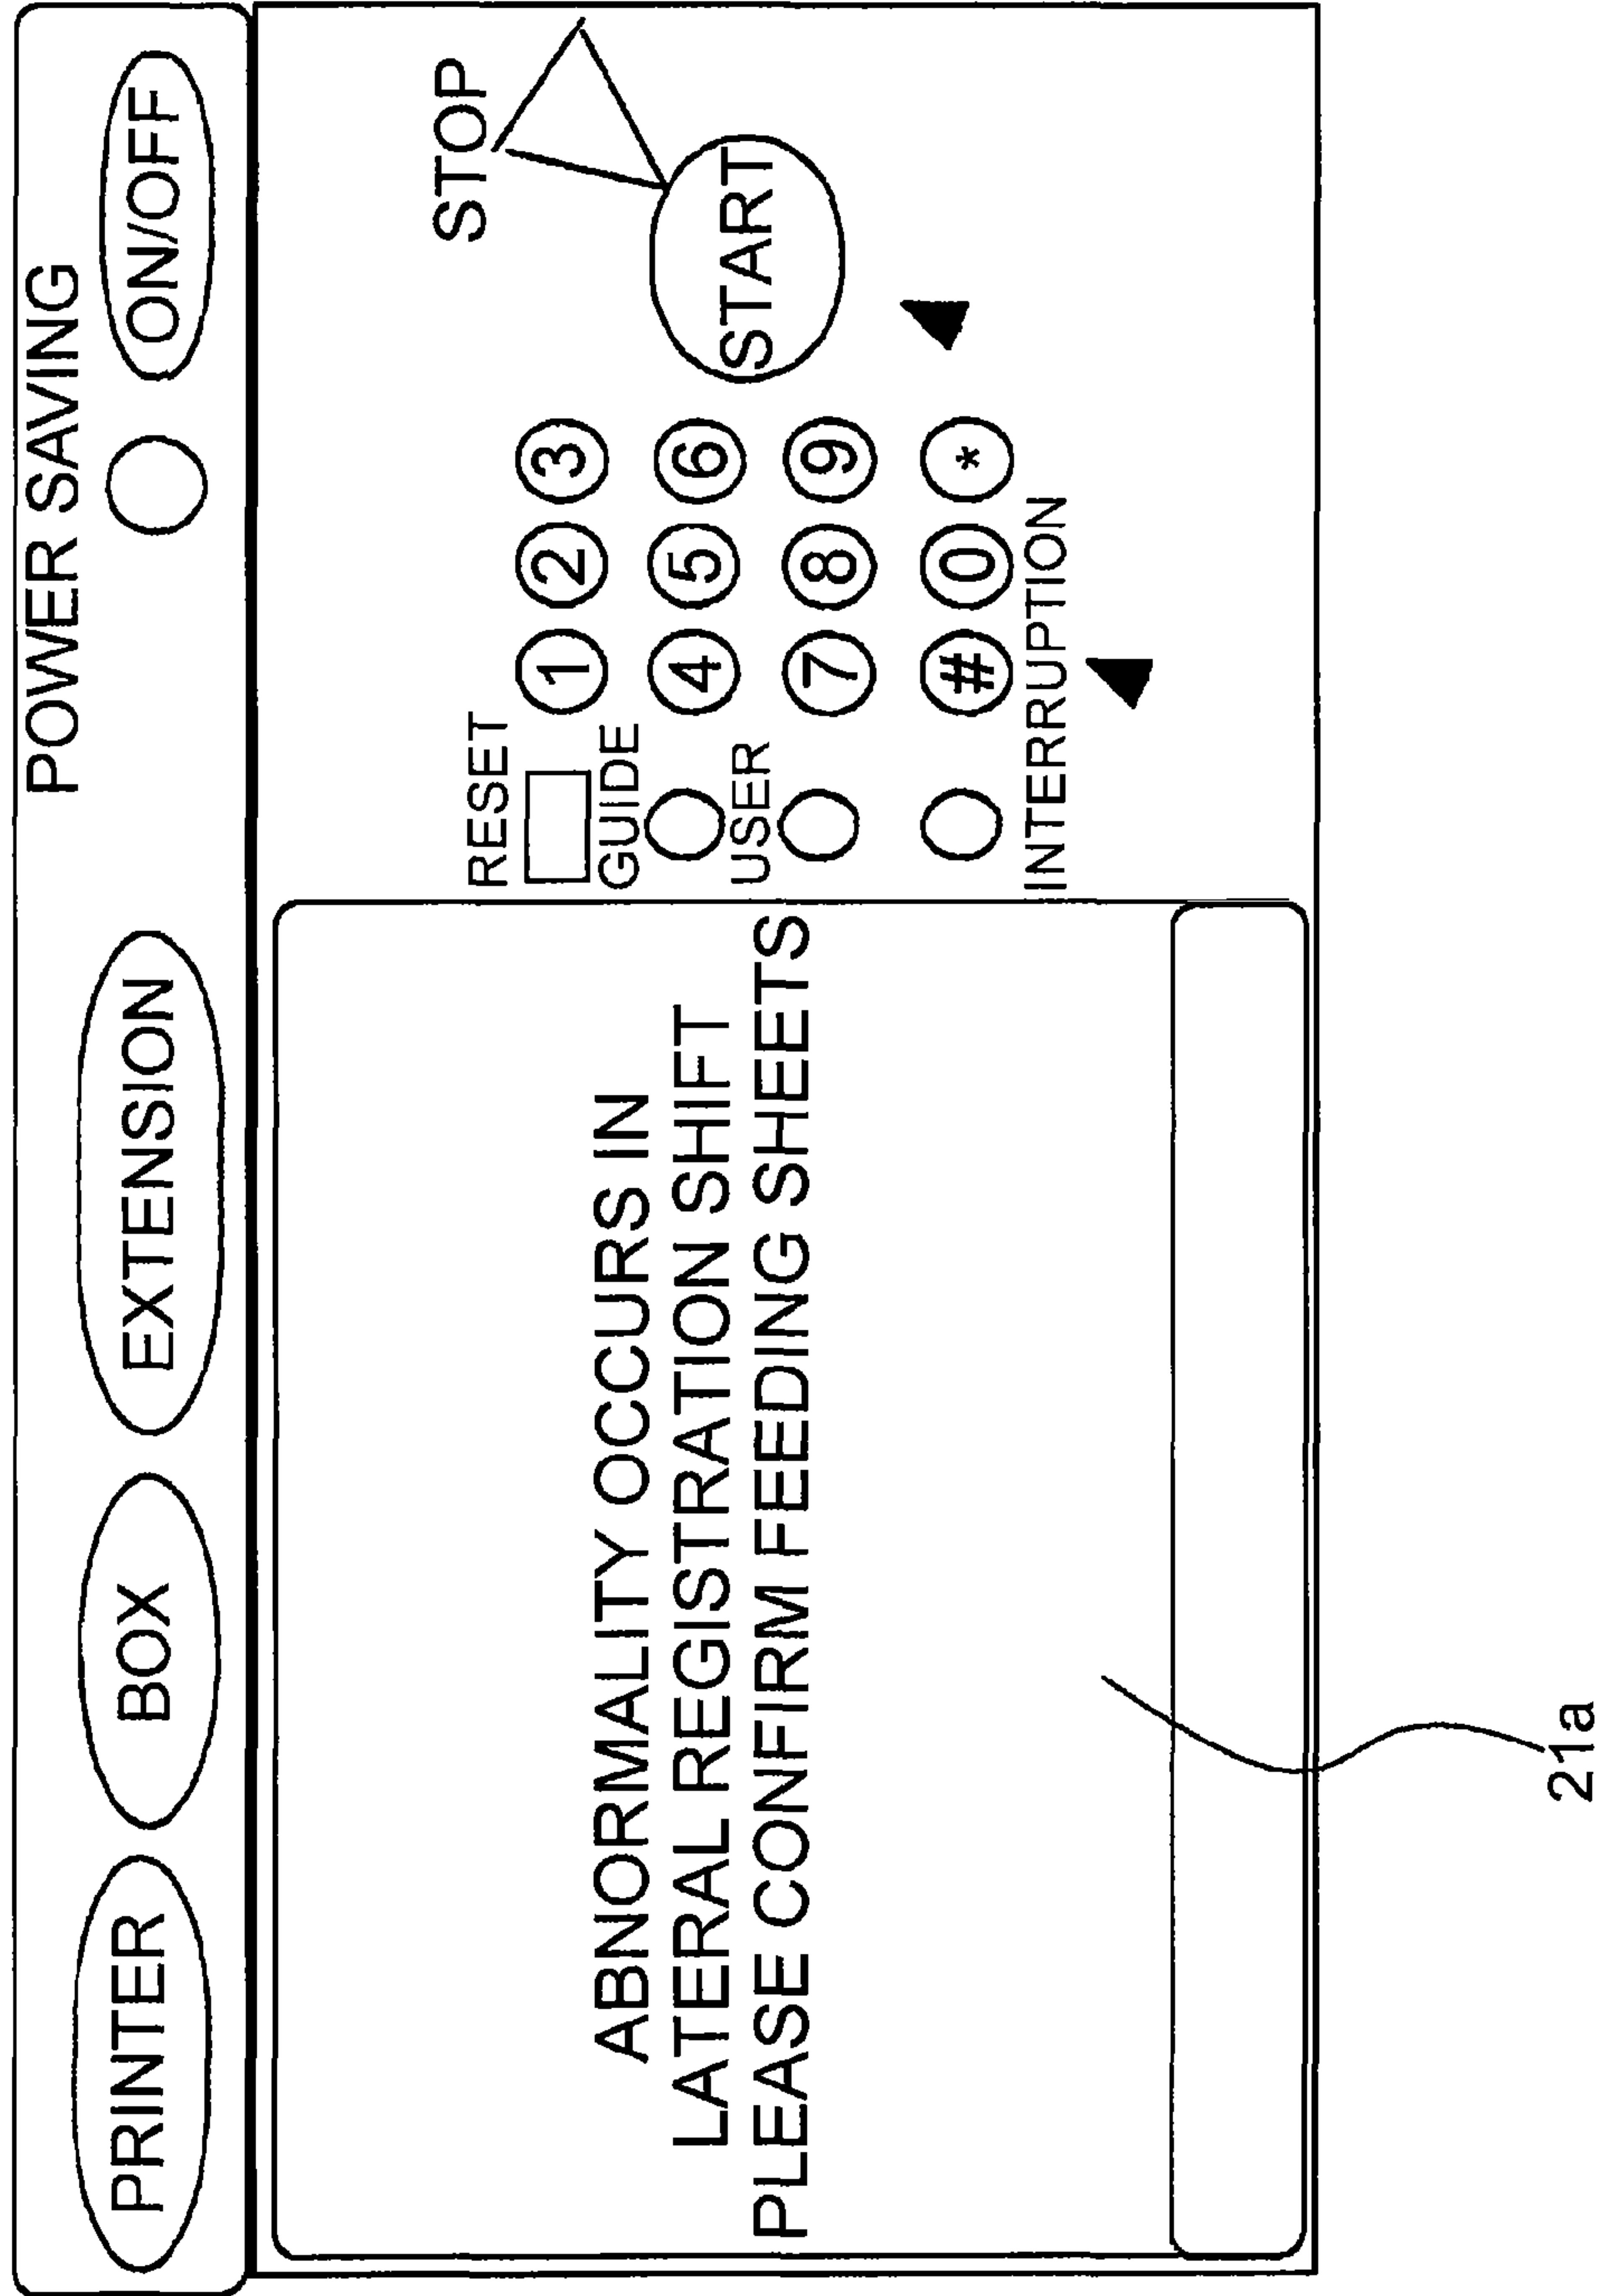 POWER SAVING
PRINTER BOX EXTENSION ON/OFF
ABNORMALITY OCCURS IN
LATERAL REGISTRATION SHIFT
PLEASE CONFIRM FEEDING SHEETS
RESET
GUIDE
USER
INTERRUPTION
1 2 3
4 5 6
7 8 9
# 0 *
STOP
START
21a